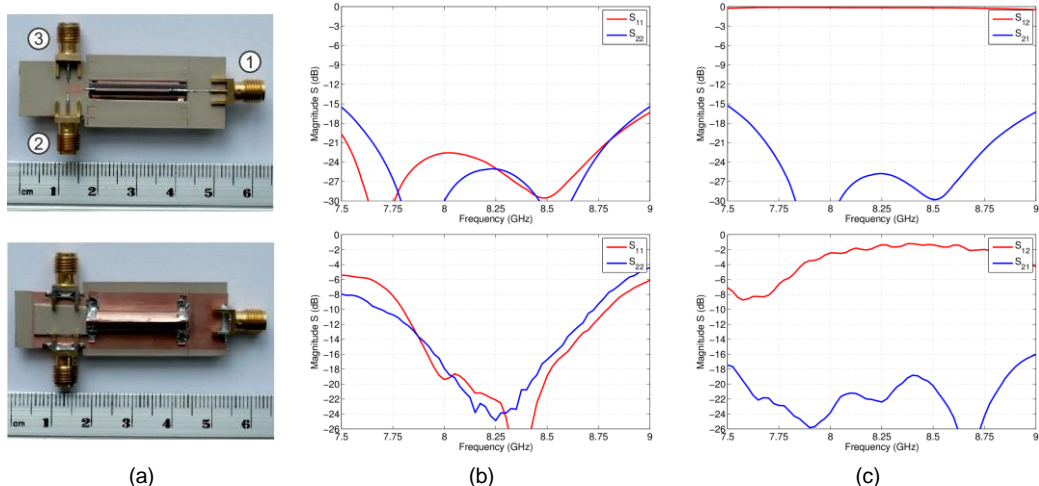 ③
①
②
cm 1 2 3 4 5 6
Magnitude S (dB)
0
-3
-6
-9
-12
-15
-18
-21
-24
-27
-30
7.5 7.75 8 8.25 8.5 8.75 9
Frequency (GHz)
S11
S22
Magnitude S (dB)
0
-3
-6
-9
-12
-15
-18
-21
-24
-27
-30
7.5 7.75 8 8.25 8.5 8.75 9
Frequency (GHz)
S12
S21
cm 1 2 3 4 5 6
Magnitude S (dB)
0
-2
-4
-6
-8
-10
-12
-14
-16
-18
-20
-22
-24
-26
7.5 7.75 8 8.25 8.5 8.75 9
Frequency (GHz)
S11
S22
Magnitude S (dB)
0
-2
-4
-6
-8
-10
-12
-14
-16
-18
-20
-22
-24
-26
7.5 7.75 8 8.25 8.5 8.75 9
Frequency (GHz)
S12
S21
(a)
(b)
(c)